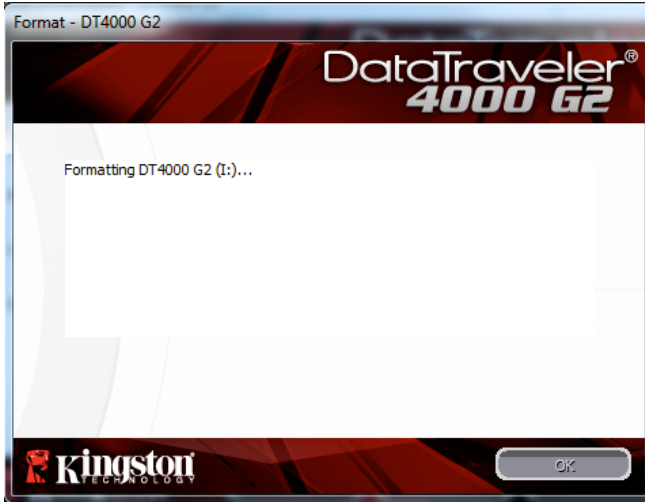 Format - DT4000 G2
DataTraveler®
4000 G2
Formatting DT4000 G2 (I:)...
Kingston
TECHNOLOGY
OK